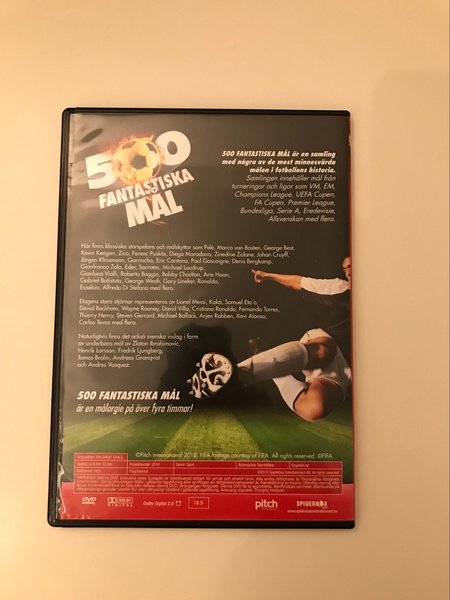 500
FANTASTISKA
MÅL
500 FANTASTISKA MÅL är en samling
med några av de mest minnesvärda
målen i fotbollens historia.
Samlingen innehåller mål från
turneringar och ligor som VM, EM,
Champions League, UEFA Cupen,
FA Cupen, Premier League,
Bundesliga, Serie A, Eredevisie,
Allsvenskan med flera.
Här finns klassiska storspelare och målskyttar som Pelé, Marco van Basten, George Best,
Kevin Keegan, Zico, Ferenc Puskás, Diego Maradona, Zinedine Zidane, Johan Cruyff,
Jürgen Klinsmann, Garrincha, Eric Cantona, Paul Gascoigne, Denis Bergkamp,
Gianfranco Zola, Eder, Socrates, Michael Laudrup,
Gianluca Vialli, Roberto Baggio, Bobby Charlton, Arie Haan,
Gabriel Batistuta, George Weah, Gary Lineker, Ronaldo,
Eusébio, Alfredo Di Stefano med flera.
Dagens stora stjärnor representeras av Lionel Messi, Kaká, Samuel Eto'o,
David Beckham, Wayne Rooney, David Villa, Cristiano Ronaldo, Fernando Torres,
Thierry Henry, Steven Gerrard, Michael Ballack, Arjen Robben, Xavi Alonso,
Carlos Tevez med flera.
Naturligtvis finns det också svenska inslag i form
av underbara mål av Zlatan Ibrahimovic,
Henrik Larsson, Fredrik Ljungberg,
Tomas Brolin, Andreas Granqvist
och Andres Vasquez.
500 FANTASTISKA MÅL
är en målorgie på över fyra timmar!
©Pitch International 2010. FIFA footage courtesy of FIFA. All rights reserved. ©FIFA.
DVD
DOLBY
DIGITAL
Dolby Digital 2.0
16:9
pitch
SPIDERBOX
www.spiderboxentertainment.se